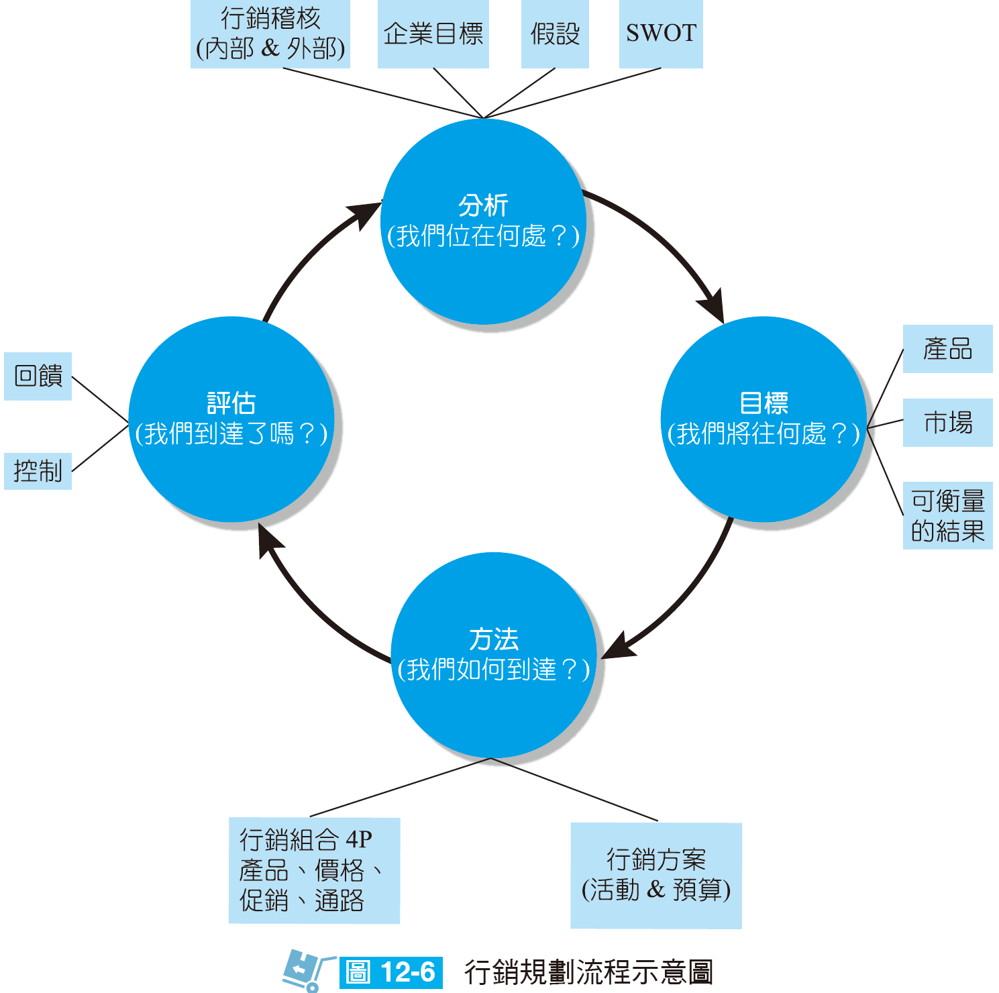 行銷稽核
(內部 & 外部)
企業目標
假設
SWOT
分析
(我們位在何處？)
目標
(我們將往何處？)
產品
市場
可衡量
的結果
評估
(我們到達了嗎？)
回饋
控制
方法
(我們如何到達？)
行銷組合 4P
產品、價格、
促銷、通路
行銷方案
(活動 & 預算)
圖 12-6 行銷規劃流程示意圖